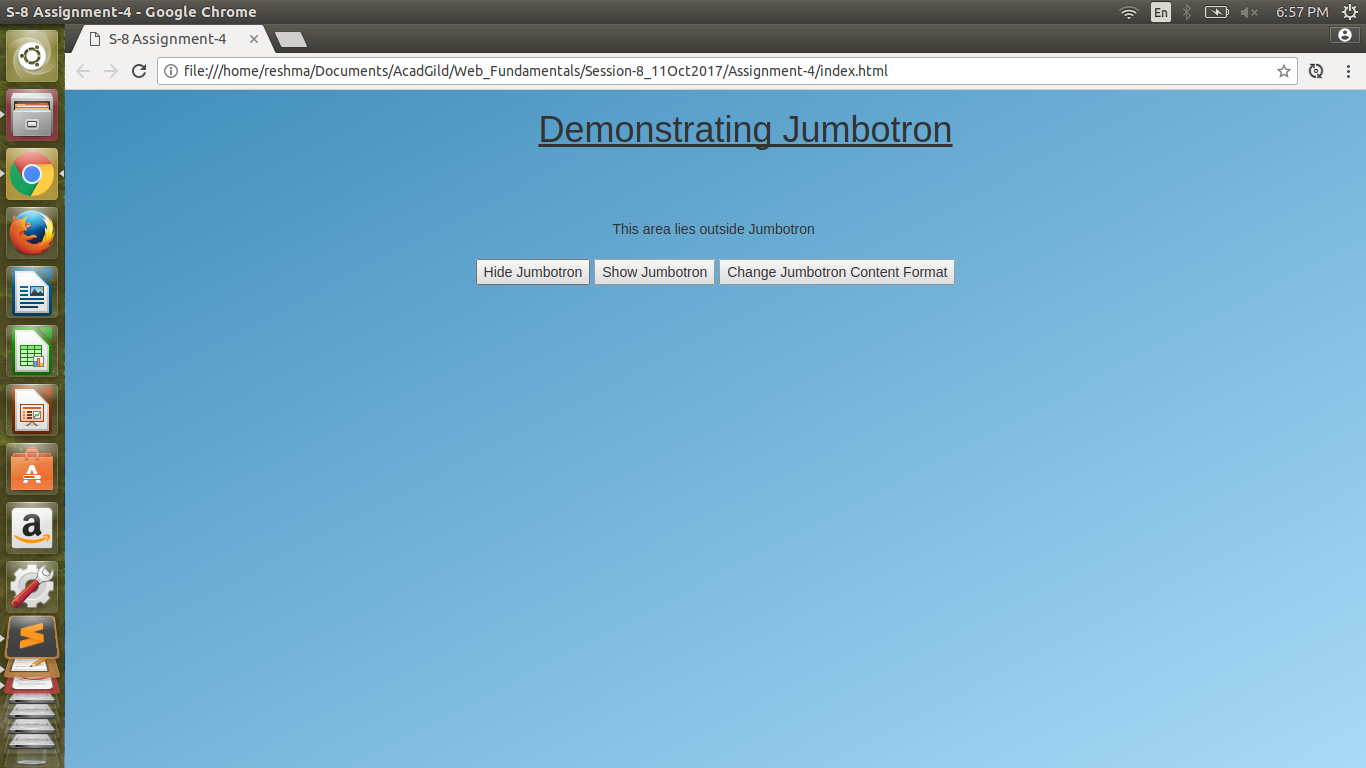 S-8 Assignment-4 - Google Chrome
En
6:57 PM
S-8 Assignment-4
file:///home/reshma/Documents/AcadGild/Web_Fundamentals/Session-8_11Oct2017/Assignment-4/index.html
Demonstrating Jumbotron
This area lies outside Jumbotron
Hide Jumbotron Show Jumbotron Change Jumbotron Content Format